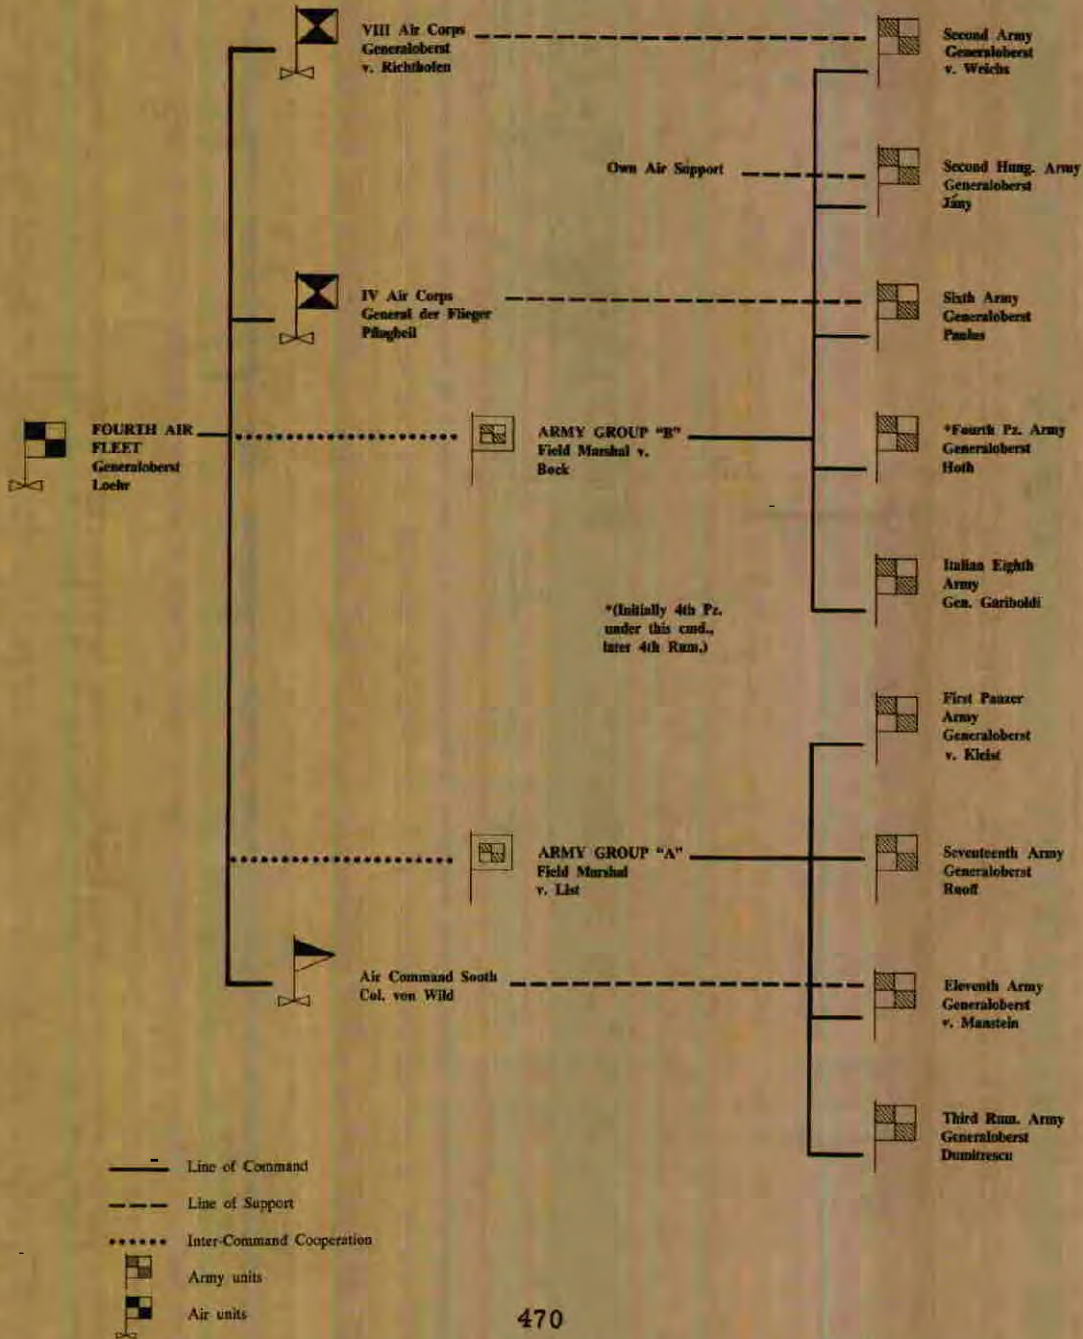 VIII Air Corps
Generaloberst
v. Richthofen
Second Army
Generaloberst
v. Weichs
Own Air Support
Second Hung. Army
Generaloberst
Jány
IV Air Corps
General der Flieger
Pflugbeil
Sixth Army
Generaloberst
Paulus
FOURTH AIR
FLEET
Generaloberst
Loehr
ARMY GROUP "B"
Field Marshal v.
Bock
*Fourth Pz. Army
Generaloberst
Hoth
Italian Eighth
Army
Gen. Gariboldi
*(Initially 4th Pz.
under this cmd.,
later 4th Rum.)
First Panzer
Army
Generaloberst
v. Kleist
ARMY GROUP "A"
Field Marshal
v. List
Seventeenth Army
Generaloberst
Ruoff
Air Command South
Col. von Wild
Eleventh Army
Generaloberst
v. Manstein
Third Rum. Army
Generaloberst
Dumitrescu
Line of Command
Line of Support
Inter-Command Cooperation
Army units
Air units
470